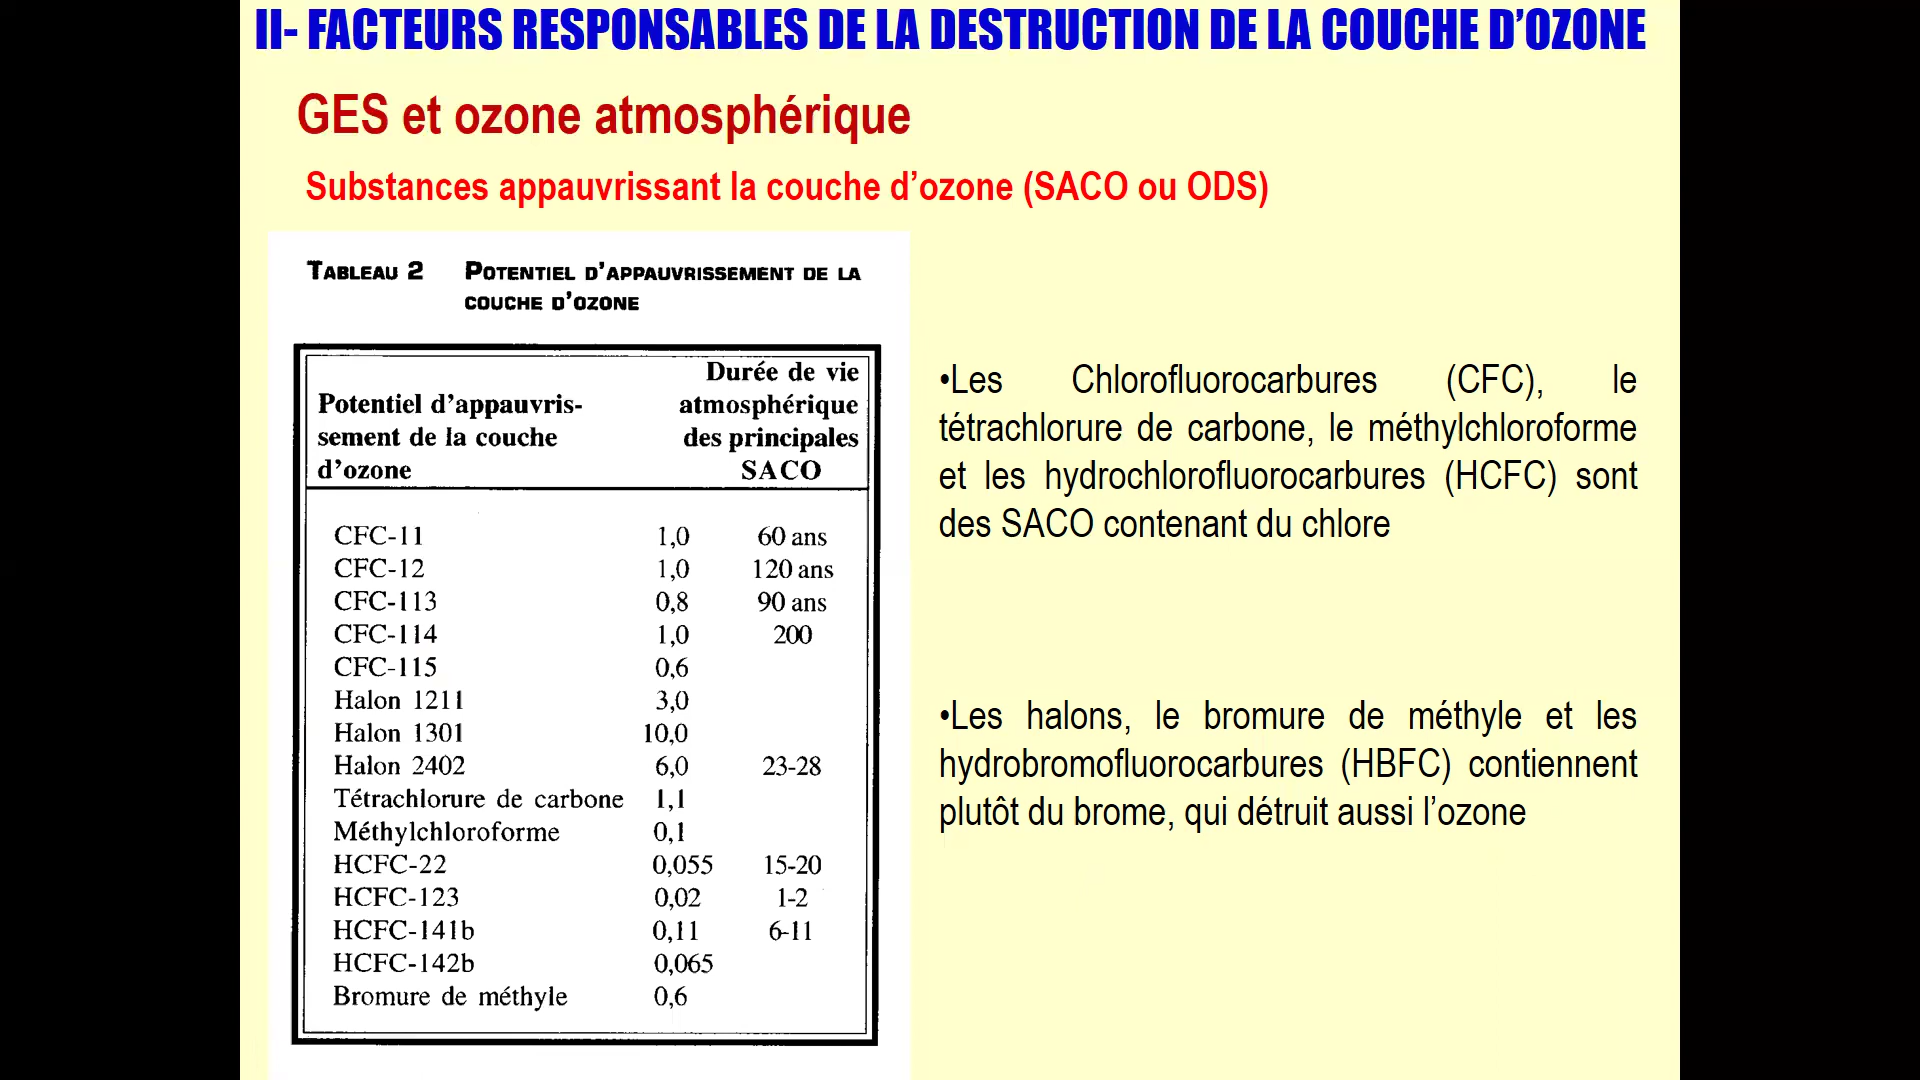 II- FACTEURS RESPONSABLES DE LA DESTRUCTION DE LA COUCHE D’OZONE
GES et ozone atmosphérique
Substances appauvrissant la couche d’ozone (SACO ou ODS)
TABLEAU 2 POTENTIEL D'APPAUVRISSEMENT DE LA
COUCHE D'OZONE
Durée de vie
Potentiel d'appauvris- atmosphérique
sement de la couche des principales
d'ozone SACO
CFC-11 1,0 60 ans
CFC-12 1,0 120 ans
CFC-113 0,8 90 ans
CFC-114 1,0 200
CFC-115 0,6
Halon 1211 3,0
Halon 1301 10,0
Halon 2402 6,0 23-28
Tétrachlorure de carbone 1,1
Méthylchloroforme 0,1
HCFC-22 0,055 15-20
HCFC-123 0,02 1-2
HCFC-141b 0,11 6-11
HCFC-142b 0,065
Bromure de méthyle 0,6
•Les Chlorofluorocarbures (CFC), le
tétrachlorure de carbone, le méthylchloroforme
et les hydrochlorofluorocarbures (HCFC) sont
des SACO contenant du chlore
•Les halons, le bromure de méthyle et les
hydrobromofluorocarbures (HBFC) contiennent
plutôt du brome, qui détruit aussi l’ozone